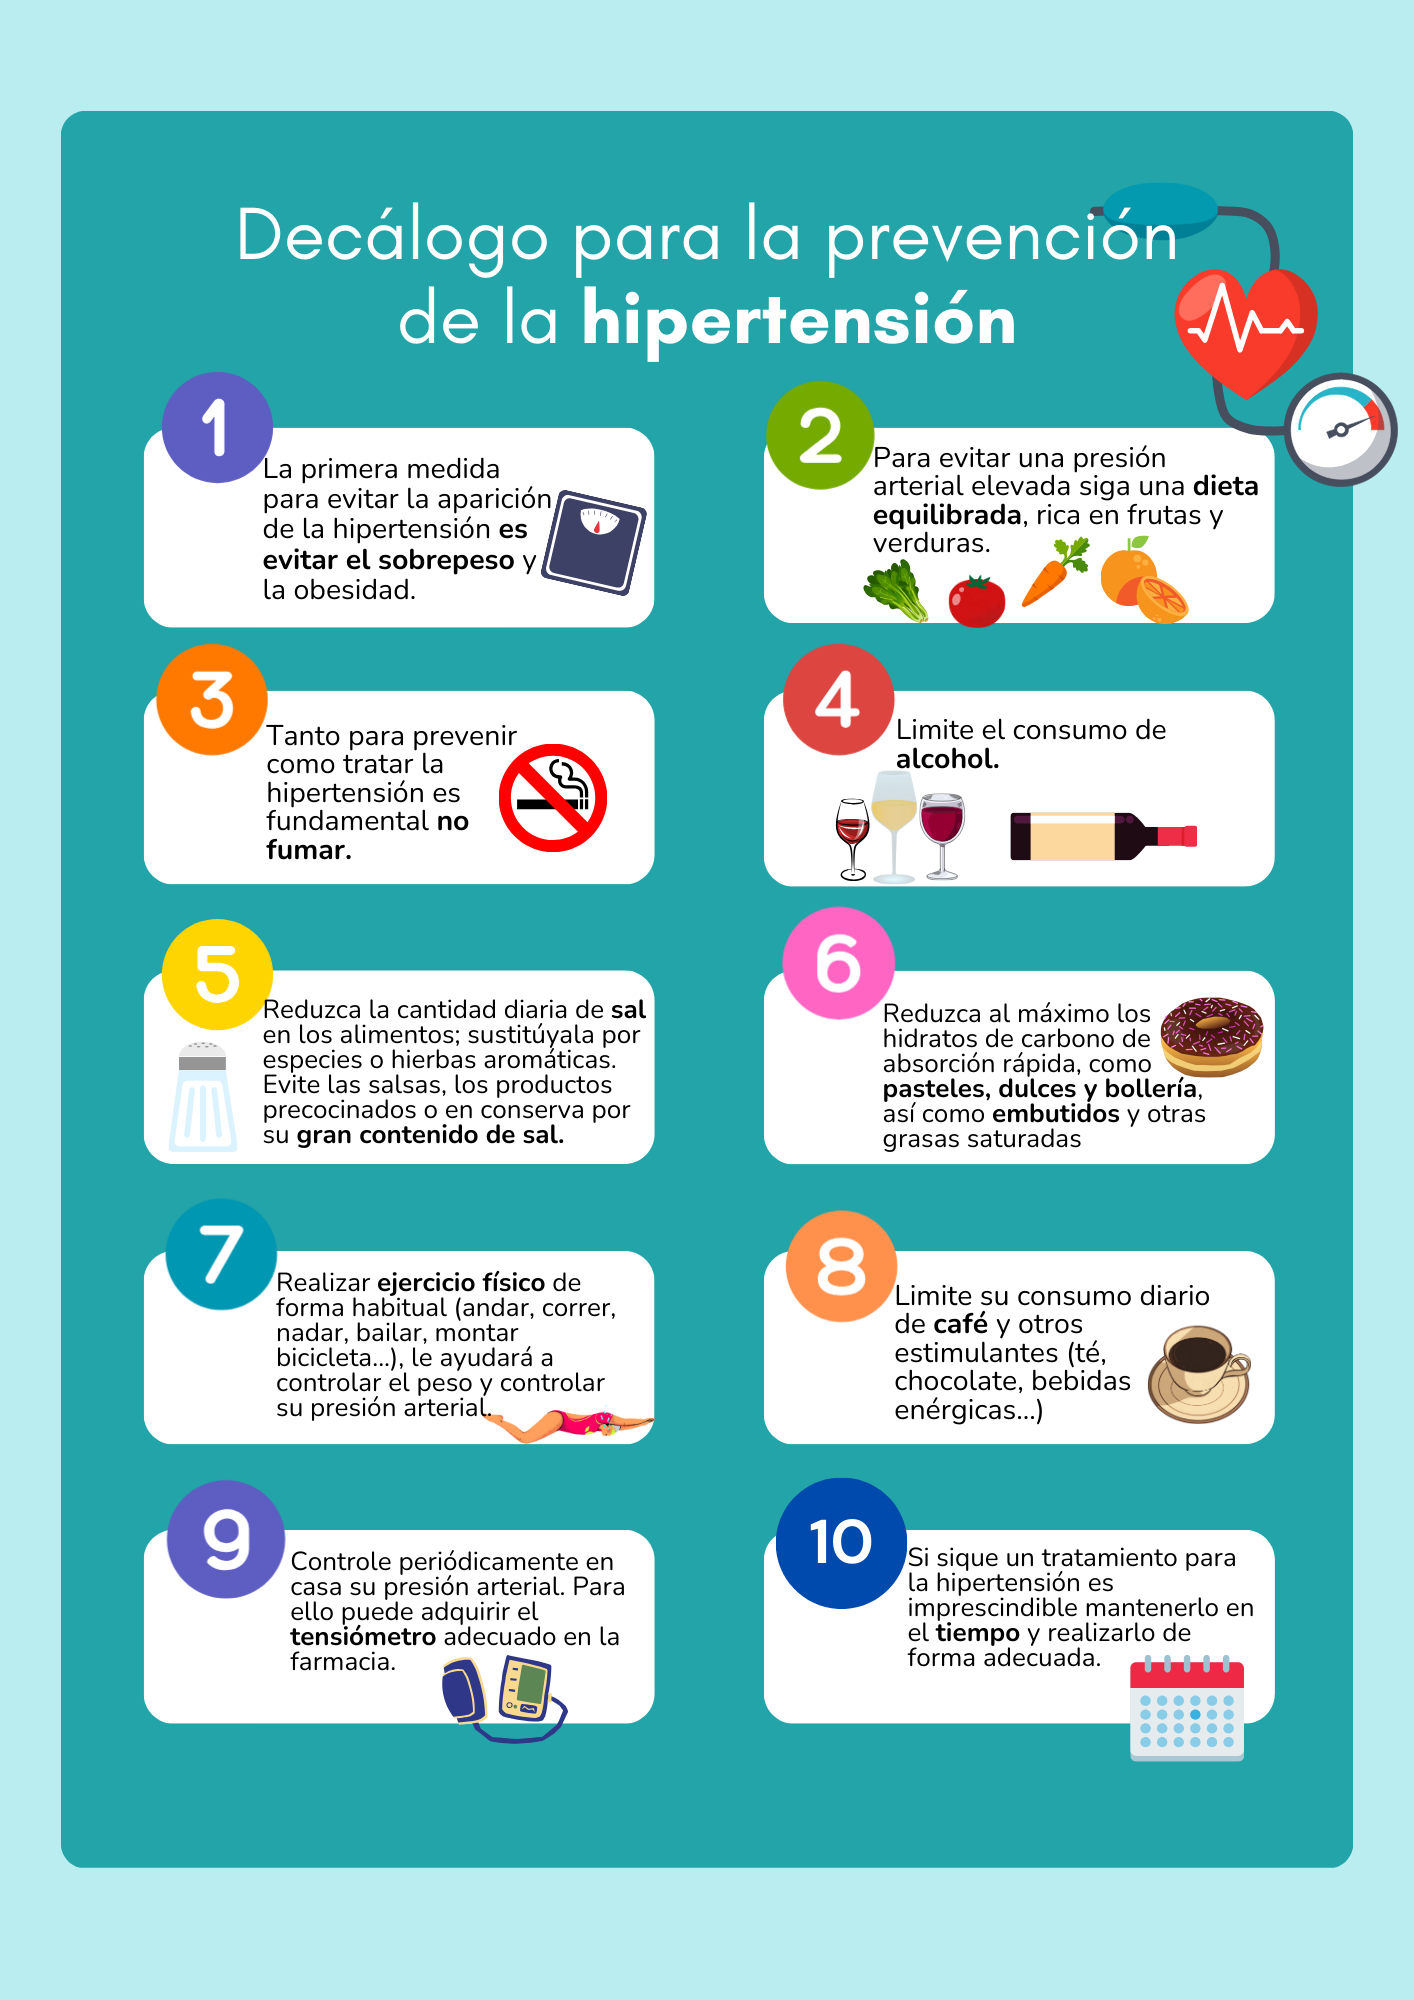 Decálogo para la prevención
de la hipertensión
1
La primera medida
para evitar la aparición
de la hipertensión es
evitar el sobrepeso y
la obesidad.
2
Para evitar una presión
arterial elevada siga una dieta
equilibrada, rica en frutas y
verduras.
3
Tanto para prevenir
como tratar la
hipertensión es
fundamental no
fumar.
4
Limite el consumo de
alcohol.
5
Reduzca la cantidad diaria de sal
en los alimentos; sustitúyala por
especies o hierbas aromáticas.
Evite las salsas, los productos
precocinados o en conserva por
su gran contenido de sal.
6
Reduzca al máximo los
hidratos de carbono de
absorción rápida, como
pasteles, dulces y bollería,
así como embutidos y otras
grasas saturadas
7
Realizar ejercicio físico de
forma habitual (andar, correr,
nadar, bailar, montar
bicicleta...), le ayudará a
controlar el peso y controlar
su presión arterial.
8
Limite su consumo diario
de café y otros
estimulantes (té,
chocolate, bebidas
enérgicas...)
9
Controle periódicamente en
casa su presión arterial. Para
ello puede adquirir el
tensiómetro adecuado en la
farmacia.
10
Si sique un tratamiento para
la hipertensión es
imprescindible mantenerlo en
el tiempo y realizarlo de
forma adecuada.